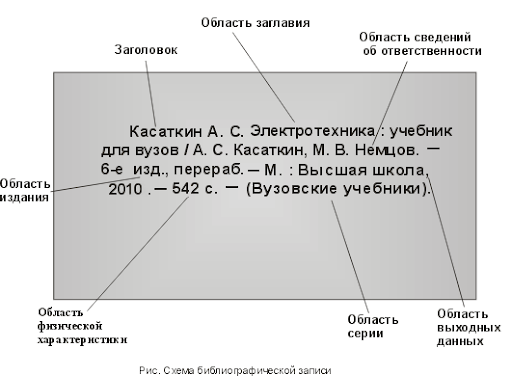 Область заглавия
Заголовок
Область сведений
об ответственности
Касаткин А. С. Электротехника : учебник
для вузов / А. С. Касаткин, М. В. Немцов. —
6-е изд., перераб. — М. : Высшая школа,
2010 . — 542 с. — (Вузовские учебники).
Область
издания
Область
физической
характеристики
Область
серии
Область
выходных
данных
Рис. Схема библиографической записи